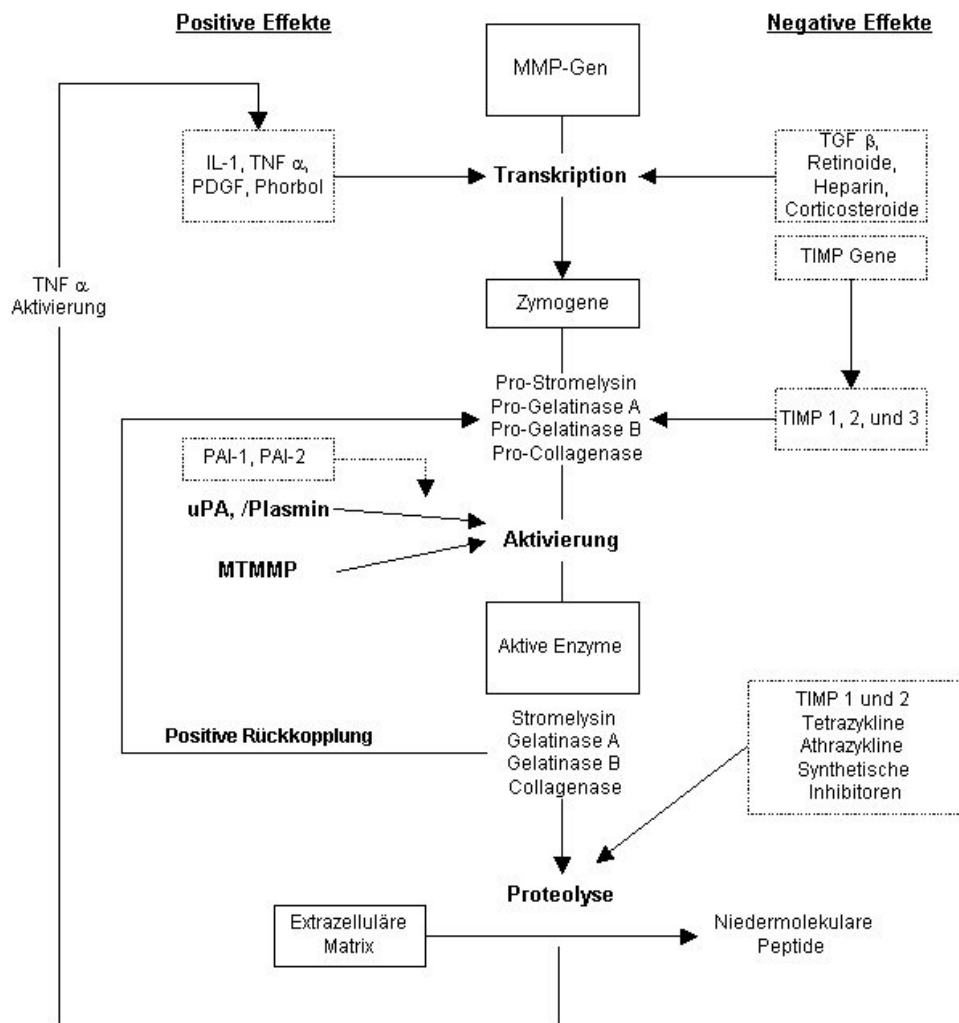 Positive Effekte
Negative Effekte
MMP-Gen
IL-1, TNF α,
PDGF, Phorbol
Transkription
TGF β,
Retinoide,
Heparin,
Corticosteroide
TIMP Gene
TNF α
Aktivierung
Zymogene
Pro-Stromelysin
Pro-Gelatinase A
Pro-Gelatinase B
Pro-Collagenase
TIMP 1, 2, und 3
PAI-1, PAI-2
uPA, /Plasmin
Aktivierung
MTMMP
Aktive Enzyme
Positive Rückkopplung
Stromelysin
Gelatinase A
Gelatinase B
Collagenase
TIMP 1 und 2
Tetrazykline
Athrazykline
Synthetische
Inhibitoren
Proteolyse
Extrazelluläre
Matrix
Niedermolekulare
Peptide